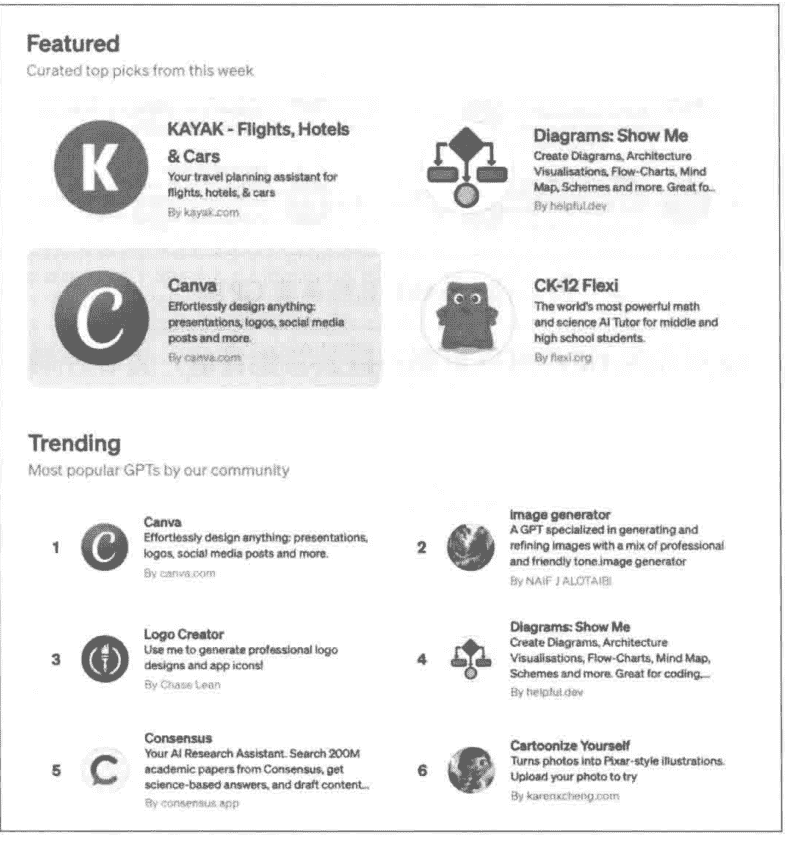 Featured
Curated top picks from this week
K
KAYAK - Flights, Hotels
& Cars
Your travel planning assistant for
flights, hotels, & cars
By kayak.com
Diagrams: Show Me
Create Diagrams, Architecture
Visualisations, Flow-Charts, Mind
Map, Schemes and more. Great fo...
By helpful.dev
C
Canva
Effortlessly design anything:
presentations, logos, social media
posts and more.
By canva.com
CK-12 Flexi
The world's most powerful math
and science AI Tutor for middle and
high school students.
By flexi.org
Trending
Most popular GPTs by our community
1
C
Canva
Effortlessly design anything: presentations,
logos, social media posts and more.
By canva.com
2
Image generator
A GPT specialized in generating and
refining images with a mix of professional
and friendly tone.image generator
By NAIF J ALOTAIBI
3
Logo Creator
Use me to generate professional logo
designs and app icons!
By Chase Lean
4
Diagrams: Show Me
Create Diagrams, Architecture
Visualisations, Flow-Charts, Mind Map,
Schemes and more. Great for coding,...
By helpful.dev
5
Consensus
Your AI Research Assistant. Search 200M
academic papers from Consensus, get
science-based answers, and draft content...
By consensus.app
6
Cartoonize Yourself
Turns photos into Pixar-style illustrations.
Upload your photo to try
By karenxcheng.com